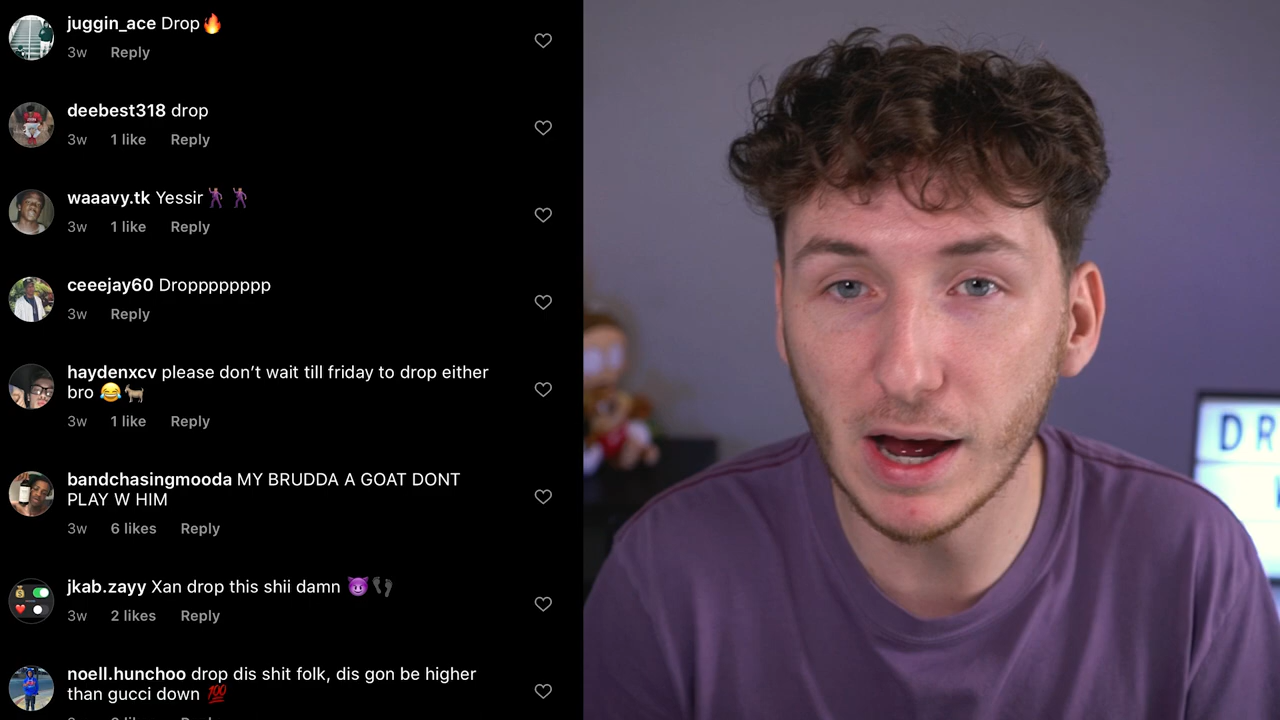 juggin_ace Drop🔥
3w Reply
deebest318 drop
3w 1 like Reply
waaavy.tk Yessir🕺🏽🕺🏽
3w 1 like Reply
ceeejay60 Dropppppppp
3w Reply
haydenxcv please don’t wait till friday to drop either
bro 😂🐐
3w 1 like Reply
bandchasingmooda MY BRUDDA A GOAT DONT
PLAY W HIM
3w 6 likes Reply
jkab.zayy Xan drop this shii damn 😈👣
3w 2 likes Reply
noell.hunchoo drop dis shit folk, dis gon be higher
than gucci down 💯
DR